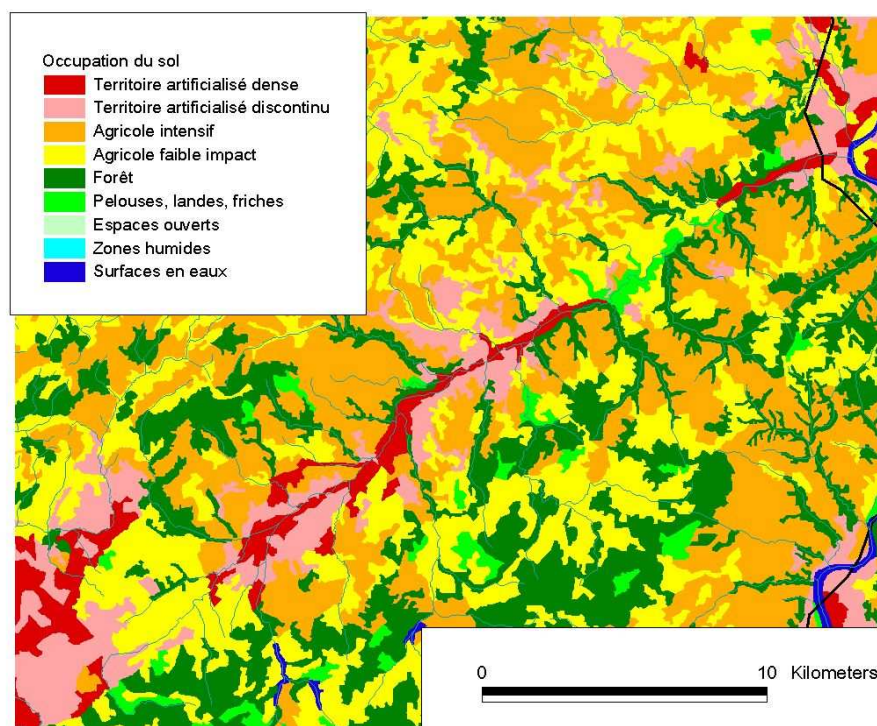 Occupation du sol
Territoire artificialisé dense
Territoire artificialisé discontinu
Agricole intensif
Agricole faible impact
Forêt
Pelouses, landes, friches
Espaces ouverts
Zones humides
Surfaces en eaux
0 10 Kilometers